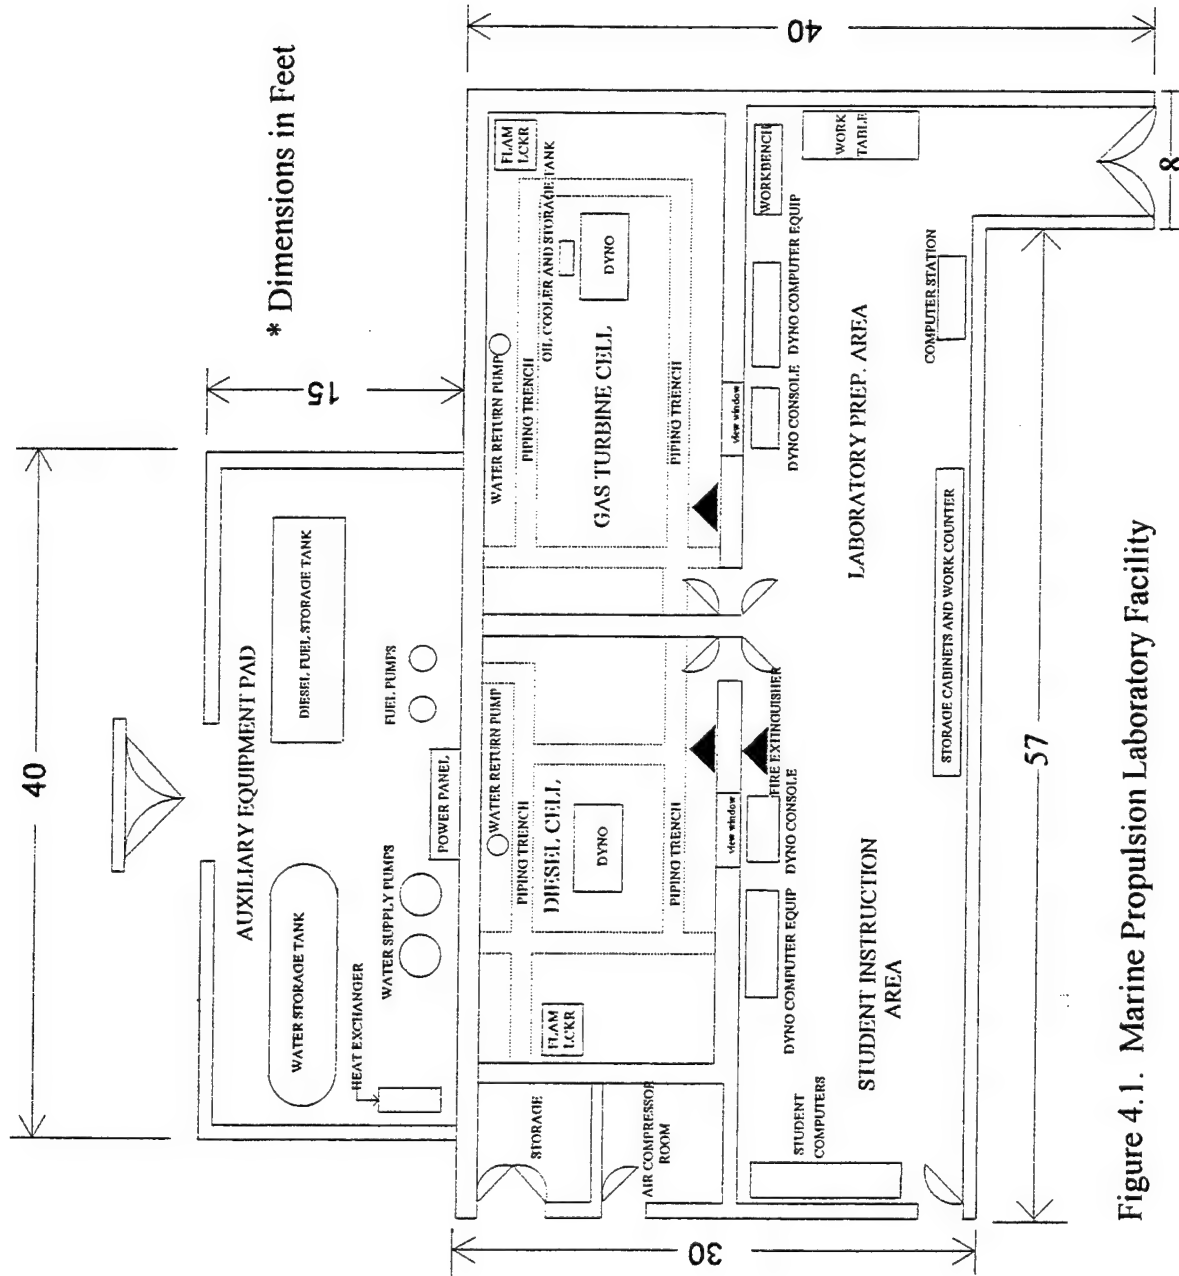 40
* Dimensions in Feet
15
40
AUXILIARY EQUIPMENT PAD
WATER STORAGE TANK
DIESEL FUEL STORAGE TANK
HEAT EXCHANGER
WATER SUPPLY PUMPS
POWER PANEL
FUEL PUMPS
STORAGE
AIR COMPRESSOR
ROOM
FLAM
LCKR
WATER RETURN PUMP
PIPING TRENCH
DIESEL CELL
DYNO
PIPING TRENCH
view window
WATER RETURN PUMP
PIPING TRENCH
FLAM
LCKR
OIL COOLER AND STORAGE TANK
DYNO
GAS TURBINE CELL
PIPING TRENCH
view window
STUDENT
COMPUTERS
DYNO COMPUTER EQUIP
DYNO CONSOLE
FIRE EXTINGUISHER
DYNO CONSOLE
DYNO COMPUTER EQUIP
WORKBENCH
WORK
TABLE
STUDENT INSTRUCTION
AREA
LABORATORY PREP. AREA
STORAGE CABINETS AND WORK COUNTER
COMPUTER STATION
30
57
8
Figure 4.1. Marine Propulsion Laboratory Facility